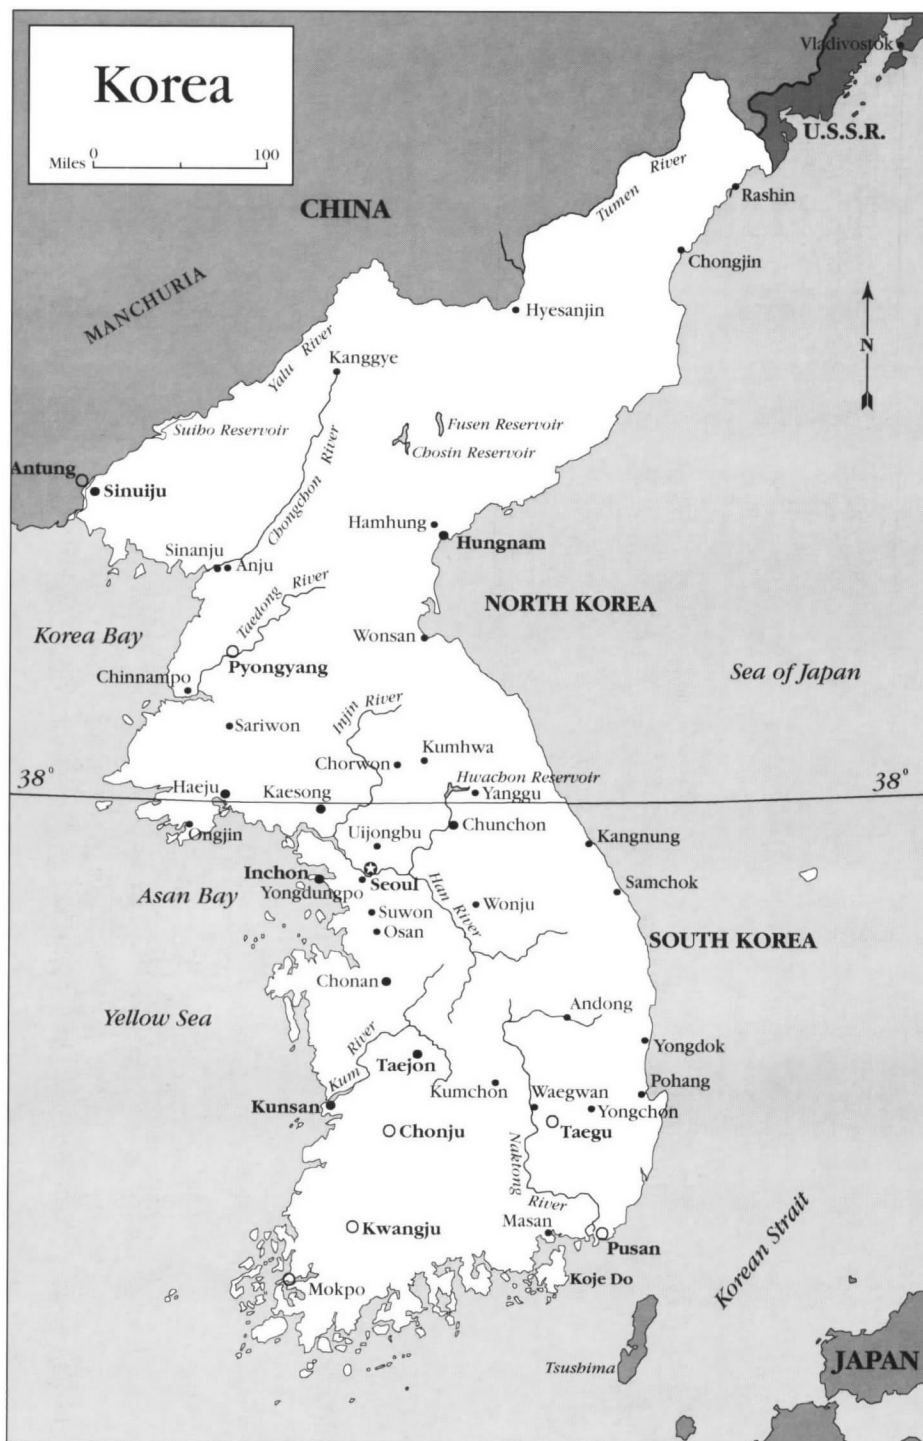 Korea
Miles 0 100
Vladivostok
U.S.S.R.
Tumen River
Rashin
CHINA
Chongjin
MANCHURIA
Hyesanjin
N
Yalu River
Kanggye
Suiho Reservoir
Fusen Reservoir
Chosin Reservoir
Antung
Sinuiju
Chongchon River
Hamhung
Hungnam
Sinanju
Anju
Taedong River
NORTH KOREA
Korea Bay
Wonsan
Pyongyang
Chinnampo
Sea of Japan
Injin River
Sariwon
Kumhwa
Chorwon
38°
38°
Hwachon Reservoir
Haeju
Kaesong
Yanggu
Ongjin
Uijongbu
Chunchon
Kangnung
Inchon
Seoul
Asan Bay
Yongdungpo
Han River
Samchok
Suwon
Wonju
Osan
SOUTH KOREA
Chonan
Yellow Sea
Andong
Kum River
Yongdok
Taejon
Kumchon
Waegwan
Pohang
Kunsan
Yongchon
Chonju
Taegu
Naktong River
Kwangju
Masan
Pusan
Korean Strait
Mokpo
Koje Do
Tsushima
JAPAN